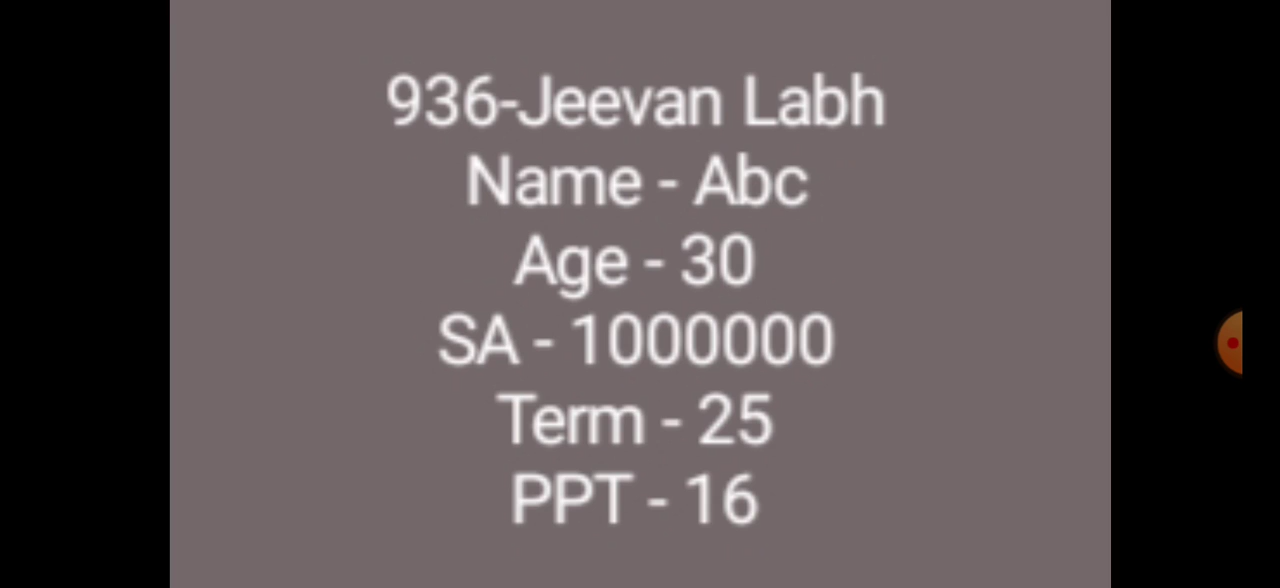 936-Jeevan Labh
Name - Abc
Age - 30
SA - 1000000
Term - 25
PPT - 16